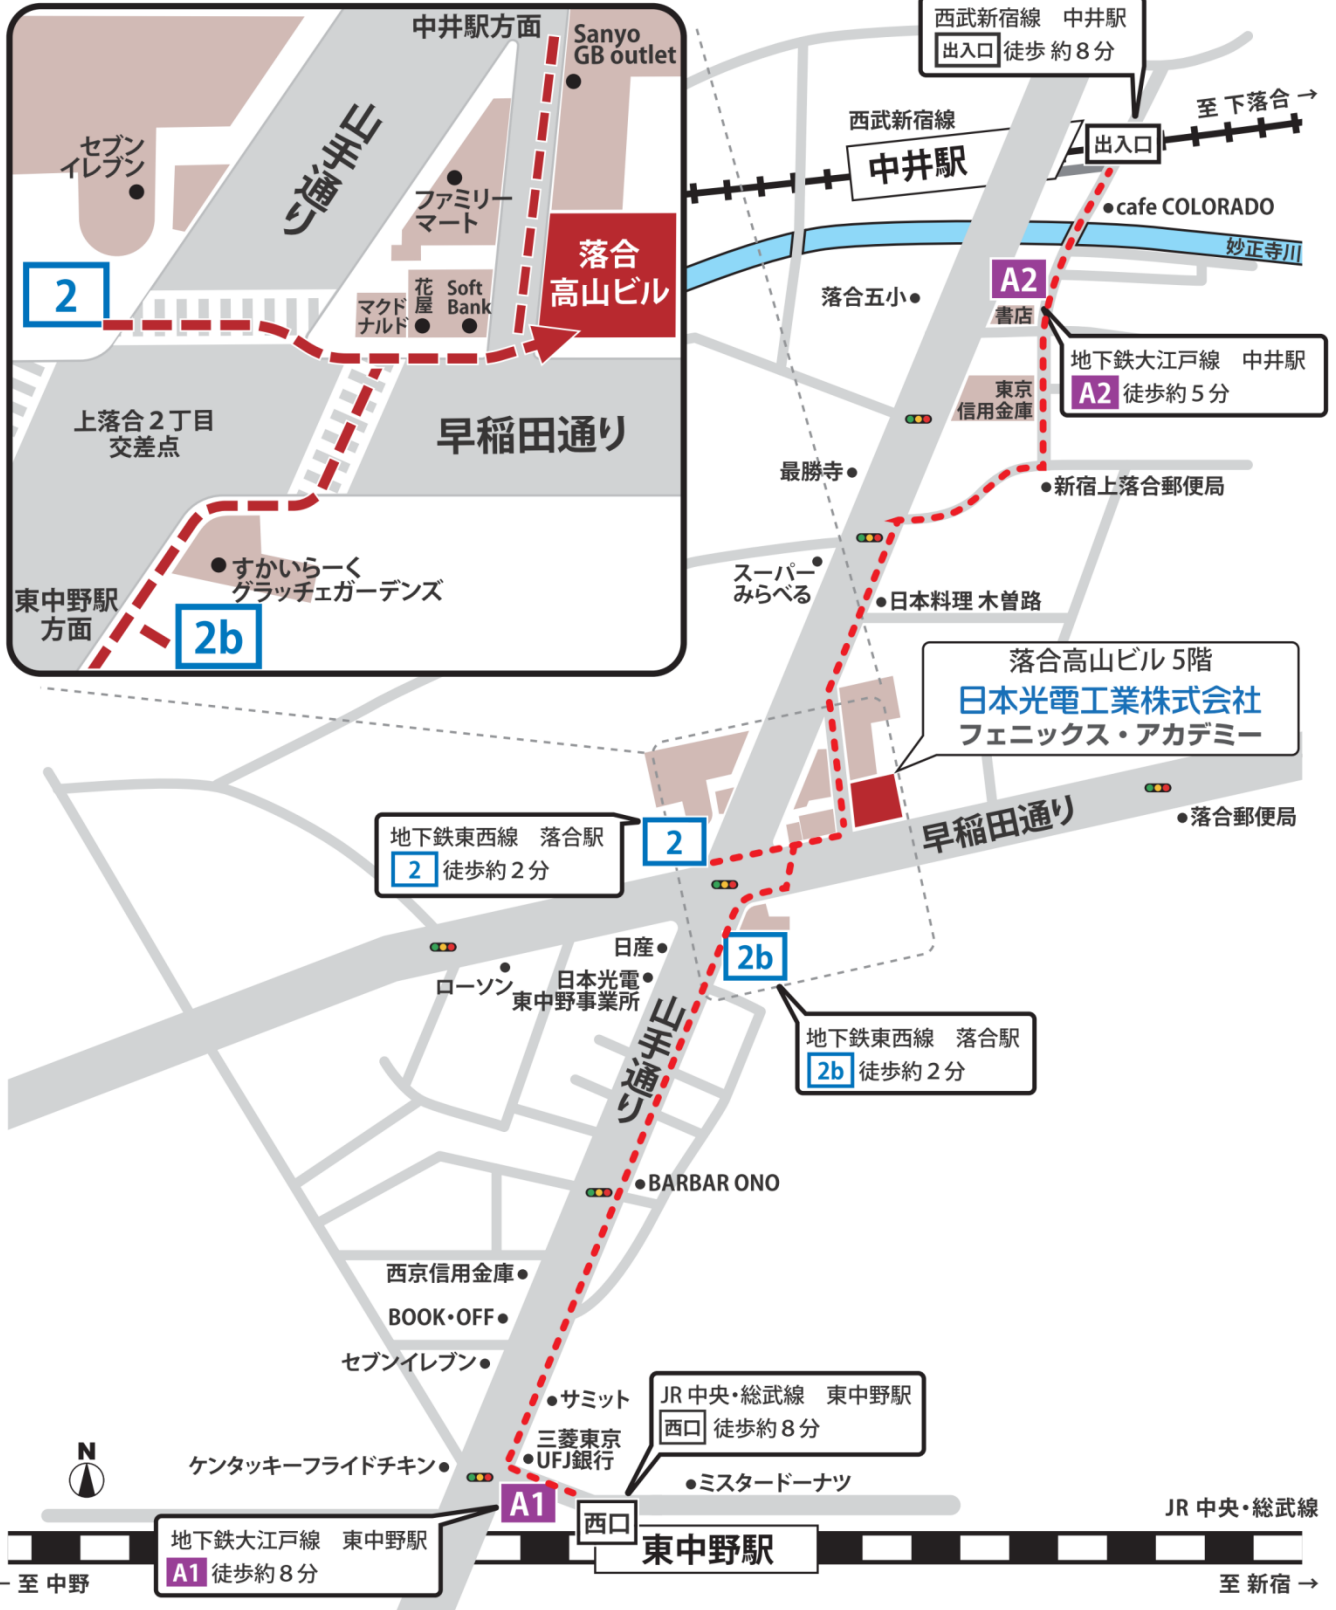 中井駅方面
Sanyo
GB outlet
山手通り
セブン
イレブン
ファミリー
マート
落合
高山ビル
2
マクド
ナルド
花屋
Soft
Bank
上落合2丁目
交差点
早稲田通り
すかいらーく
グラッチェガーデンズ
東中野駅
方面
2b
西武新宿線 中井駅
出入口 徒歩 約8分
至 下落合→
西武新宿線
中井駅
出入口
cafe COLORADO
妙正寺川
A2
落合五小
書店
地下鉄大江戸線 中井駅
A2 徒歩約5分
東京
信用金庫
最勝寺
新宿上落合郵便局
スーパー
みらべる
日本料理 木曽路
落合高山ビル 5階
日本光電工業株式会社
フェニックス・アカデミー
早稲田通り
落合郵便局
地下鉄東西線 落合駅
2 徒歩約2分
2
日産
2b
ローソン
日本光電
東中野事業所
山手通り
地下鉄東西線 落合駅
2b 徒歩約2分
BARBAR ONO
西京信用金庫
BOOK・OFF
セブンイレブン
サミット
JR 中央・総武線 東中野駅
西口 徒歩約8分
三菱東京
UFJ銀行
N
ケンタッキーフライドチキン
ミスタードーナツ
A1
西口
JR 中央・総武線
地下鉄大江戸線 東中野駅
A1 徒歩約8分
東中野駅
←至 中野
至 新宿→